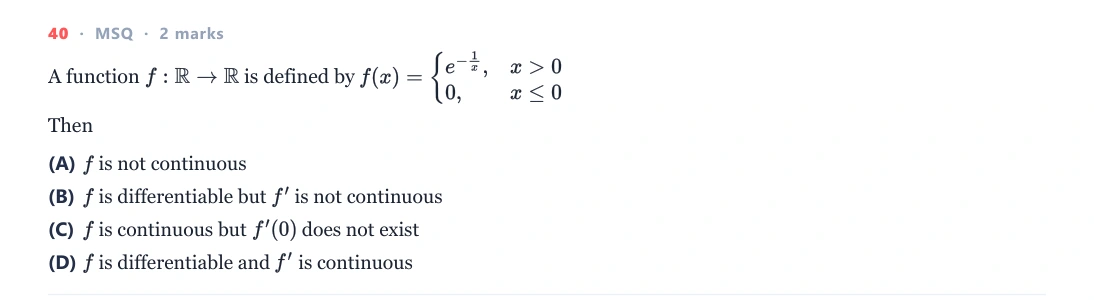 40 · MSQ · 2 marks
A function f : ℝ → ℝ is defined by f(x) = { e^{-1/x}, x > 0
0, x ≤ 0
Then
(A) f is not continuous
(B) f is differentiable but f′ is not continuous
(C) f is continuous but f′(0) does not exist
(D) f is differentiable and f′ is continuous